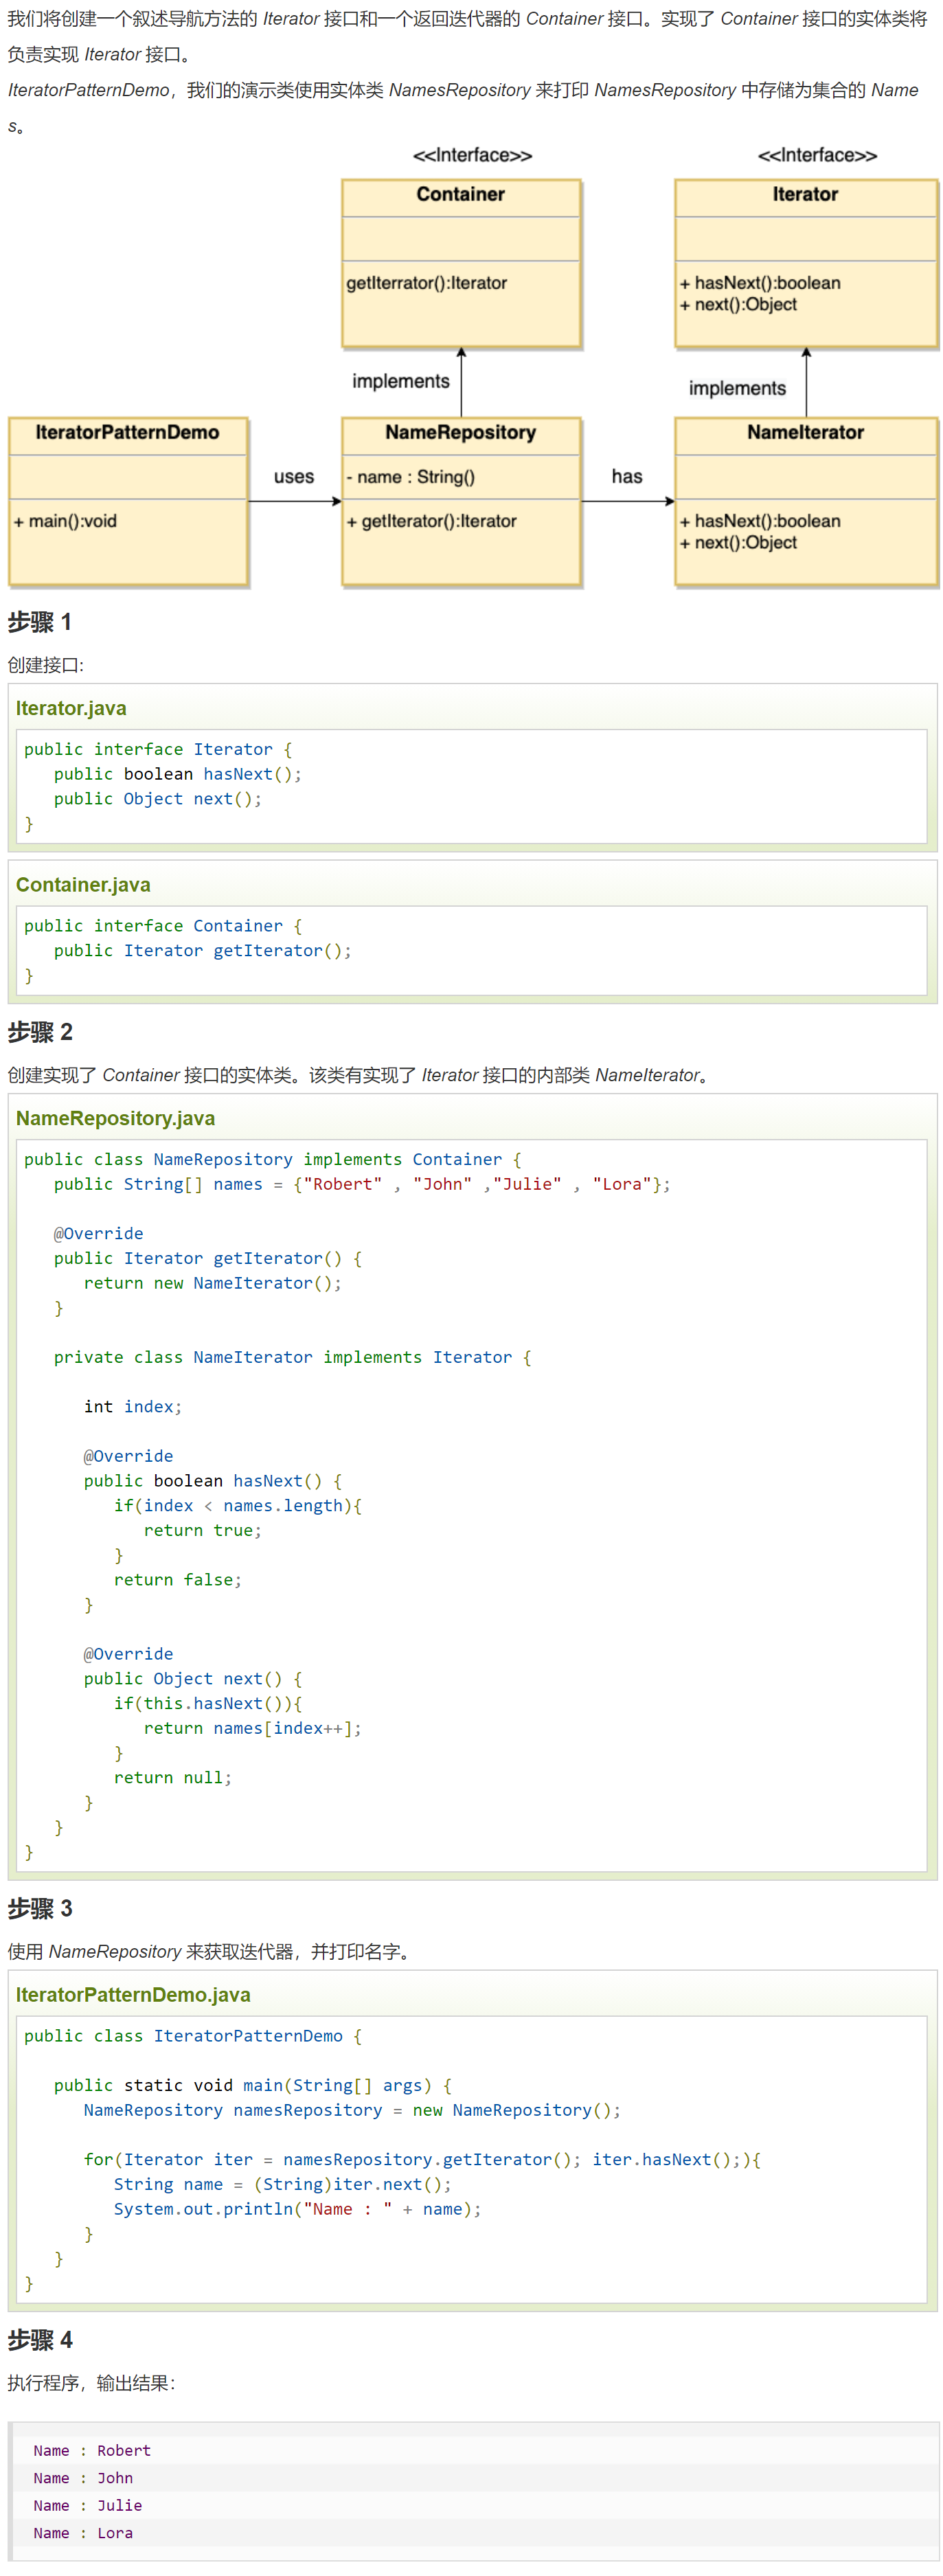 我们将创建一个叙述导航方法的 Iterator 接口和一个返回迭代器的 Container 接口。实现了 Container 接口的实体类将
负责实现 Iterator 接口。
IteratorPatternDemo，我们的演示类使用实体类 NamesRepository 来打印 NamesRepository 中存储为集合的 Name
s。
<<Interface>>
<<Interface>>
Container
Iterator
getIterrator():Iterator
+ hasNext():boolean
+ next():Object
implements
implements
IteratorPatternDemo
NameRepository
NameIterator
uses
- name : String()
has
+ main():void
+ getIterator():Iterator
+ hasNext():boolean
+ next():Object
步骤 1
创建接口:
Iterator.java
public interface Iterator {
   public boolean hasNext();
   public Object next();
}
Container.java
public interface Container {
   public Iterator getIterator();
}
步骤 2
创建实现了 Container 接口的实体类。该类有实现了 Iterator 接口的内部类 NameIterator。
NameRepository.java
public class NameRepository implements Container {
   public String[] names = {"Robert" , "John" ,"Julie" , "Lora"};
   @Override
   public Iterator getIterator() {
      return new NameIterator();
   }
   private class NameIterator implements Iterator {
      int index;
      @Override
      public boolean hasNext() {
         if(index < names.length){
            return true;
         }
         return false;
      }
      @Override
      public Object next() {
         if(this.hasNext()){
            return names[index++];
         }
         return null;
      }
   }
}
步骤 3
使用 NameRepository 来获取迭代器，并打印名字。
IteratorPatternDemo.java
public class IteratorPatternDemo {
   public static void main(String[] args) {
      NameRepository namesRepository = new NameRepository();
      for(Iterator iter = namesRepository.getIterator(); iter.hasNext();){
         String name = (String)iter.next();
         System.out.println("Name : " + name);
      }
   }
}
步骤 4
执行程序，输出结果：
Name : Robert
Name : John
Name : Julie
Name : Lora